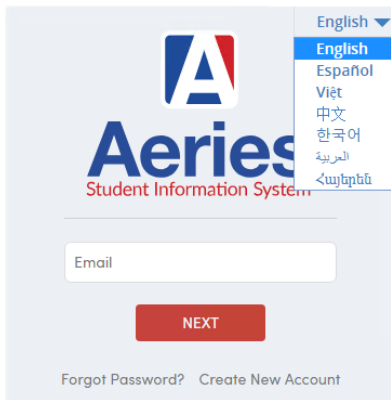 English
English
Español
Việt
中文
한국어
العربية
Հայերեն
Aeries
Student Information System
Email
NEXT
Forgot Password? Create New Account